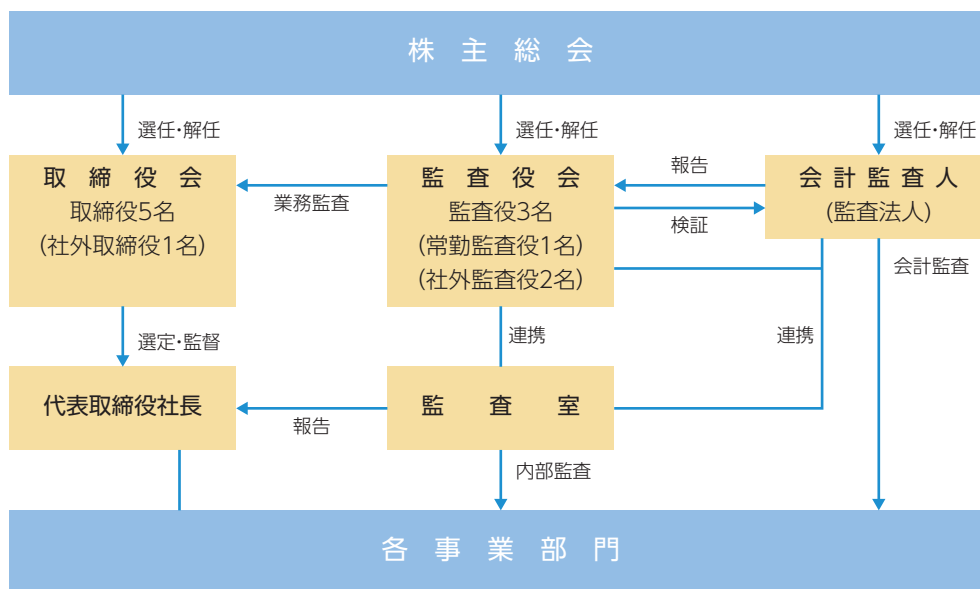 株主総会
選任・解任
選任・解任
選任・解任
取締役会
取締役5名
(社外取締役1名)
業務監査
監査役会
監査役3名
(常勤監査役1名)
(社外監査役2名)
報告
検証
会計監査人
(監査法人)
会計監査
選定・監督
連携
連携
代表取締役社長
報告
監査室
内部監査
各事業部門